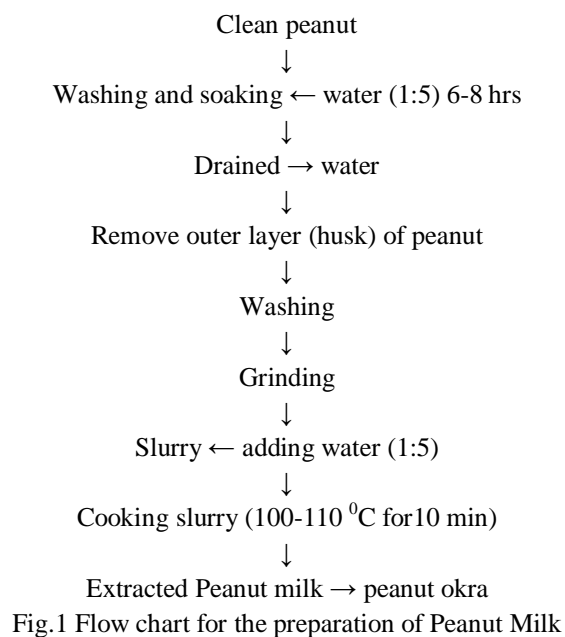 Clean peanut
↓
Washing and soaking ← water (1:5) 6-8 hrs
↓
Drained → water
↓
Remove outer layer (husk) of peanut
↓
Washing
↓
Grinding
↓
Slurry ← adding water (1:5)
↓
Cooking slurry (100-110 ⁰C for10 min)
↓
Extracted Peanut milk → peanut okra
Fig.1 Flow chart for the preparation of Peanut Milk